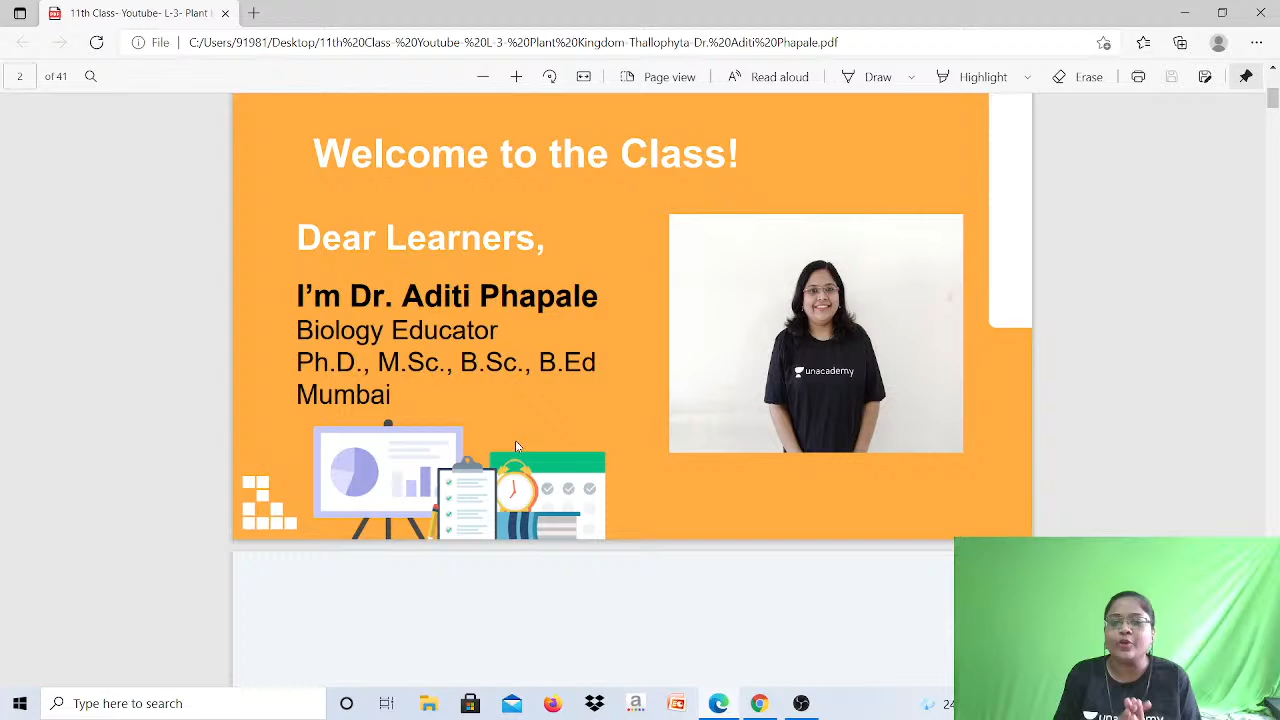 11th Class-Youtube- L-3-Plant
File
C:/Users/91981/Desktop/11th%20Class-%20Youtube-%20L-3-%20Plant%20Kingdom-Thallophyta-Dr.%20Aditi%20Phapale.pdf
2 of 41
Page view
Read aloud
Draw
Highlight
Erase
Welcome to the Class!
Dear Learners,
I'm Dr. Aditi Phapale
Biology Educator
Ph.D., M.Sc., B.Sc., B.Ed
Mumbai
unacademy
unacademy
Type here to search